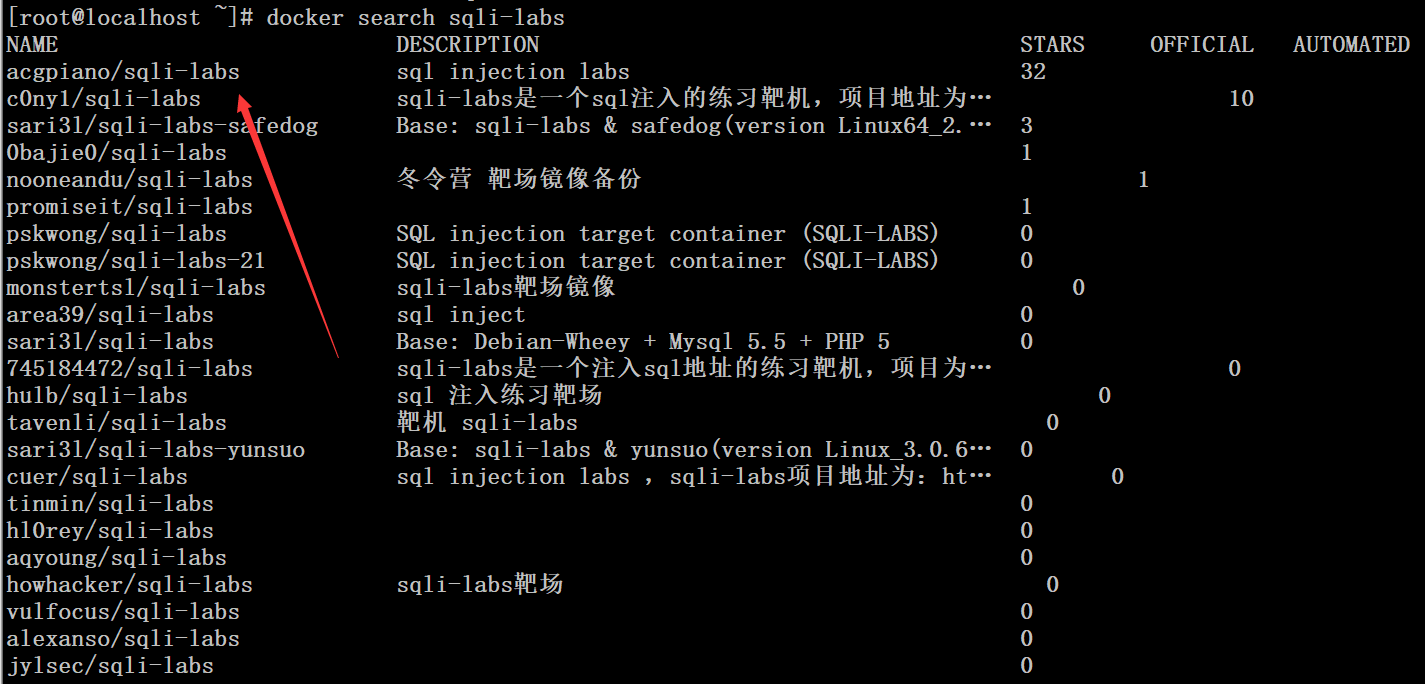 [root@localhost ~]# docker search sqli-labs
NAME DESCRIPTION STARS OFFICIAL AUTOMATED
acgpiano/sqli-labs sql injection labs 32
c0ny1/sqli-labs sqli-labs是一个sql注入的练习靶机，项目地址为… 10
sari3l/sqli-labs-safedog Base: sqli-labs & safedog(version Linux64_2.… 3
0bajie0/sqli-labs 1
nooneandu/sqli-labs 冬令营 靶场镜像备份 1
promiseit/sqli-labs 1
pskwong/sqli-labs SQL injection target container (SQLI-LABS) 0
pskwong/sqli-labs-21 SQL injection target container (SQLI-LABS) 0
monstertsl/sqli-labs sqli-labs靶场镜像 0
area39/sqli-labs sql inject 0
sari3l/sqli-labs Base: Debian-Wheey + Mysql 5.5 + PHP 5 0
745184472/sqli-labs sqli-labs是一个注入sql地址的练习靶机，项目为… 0
hulb/sqli-labs sql 注入练习靶场 0
tavenli/sqli-labs 靶机 sqli-labs 0
sari3l/sqli-labs-yunsuo Base: sqli-labs & yunsuo(version Linux_3.0.6… 0
cuer/sqli-labs sql injection labs ，sqli-labs项目地址为：ht… 0
tinmin/sqli-labs 0
hl0rey/sqli-labs 0
aqyoung/sqli-labs 0
howhacker/sqli-labs sqli-labs靶场 0
vulfocus/sqli-labs 0
alexanso/sqli-labs 0
jylsec/sqli-labs 0